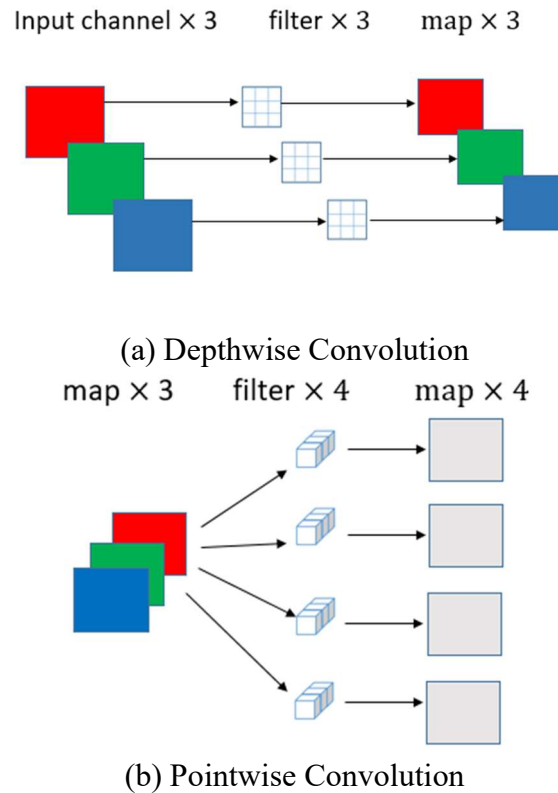 Input channel × 3 filter × 3 map × 3
(a) Depthwise Convolution
map × 3 filter × 4 map × 4
(b) Pointwise Convolution